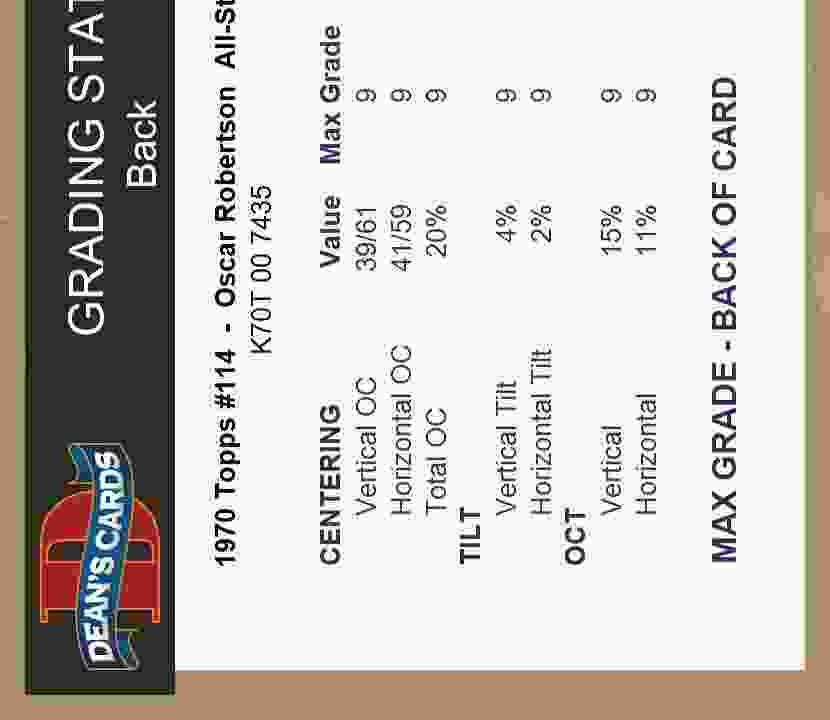 DEAN'S CARDS
GRADING STAT
Back
1970 Topps #114 - Oscar Robertson All-St
K70T 00 7435
CENTERING Value Max Grade
Vertical OC 39/61 9
Horizontal OC 41/59 9
Total OC 20% 9
TILT
Vertical Tilt 4% 9
Horizontal Tilt 2% 9
OCT
Vertical 15% 9
Horizontal 11% 9
MAX GRADE - BACK OF CARD